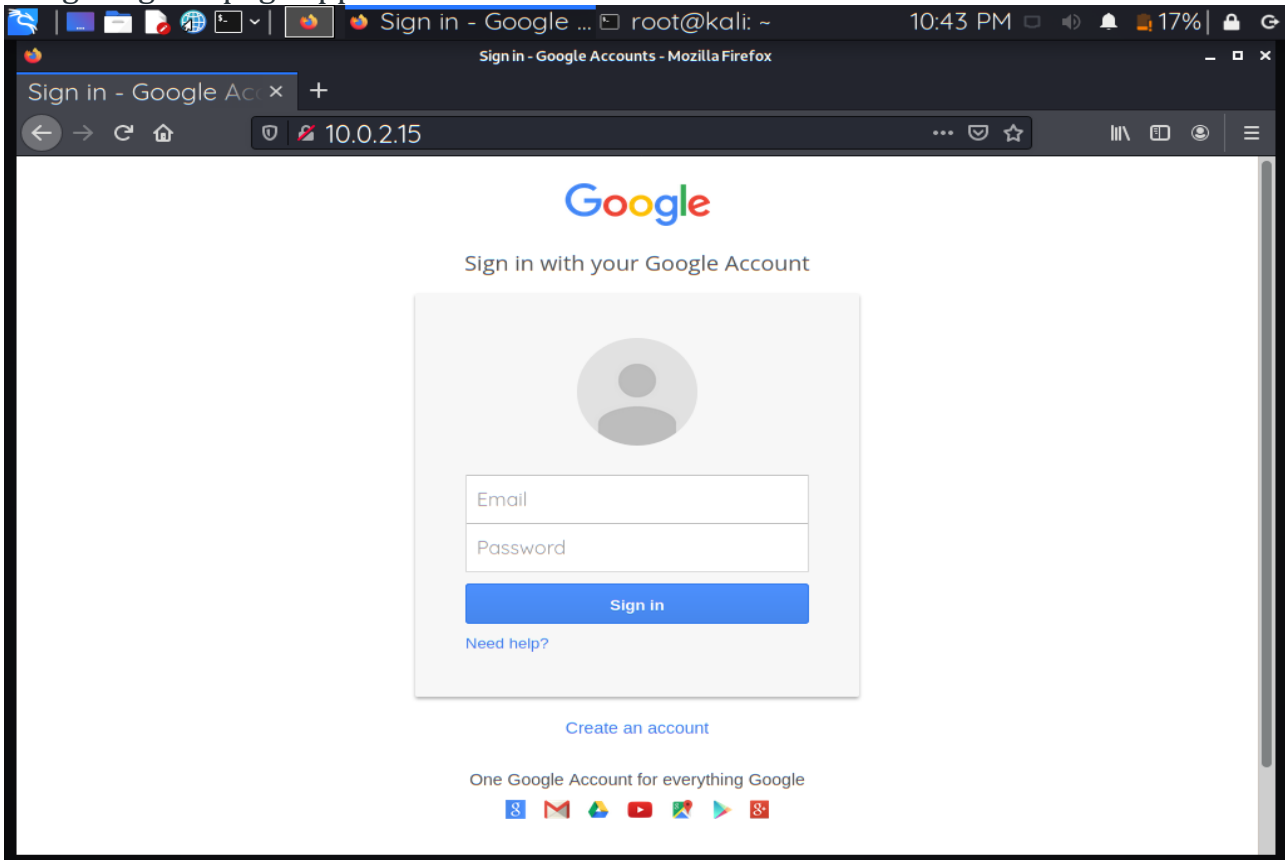 Sign in - Google ... root@kali: ~ 10:43 PM 17%
Sign in - Google Accounts - Mozilla Firefox
Sign in - Google Acc
10.0.2.15
Google
Sign in with your Google Account
Email
Password
Sign in
Need help?
Create an account
One Google Account for everything Google